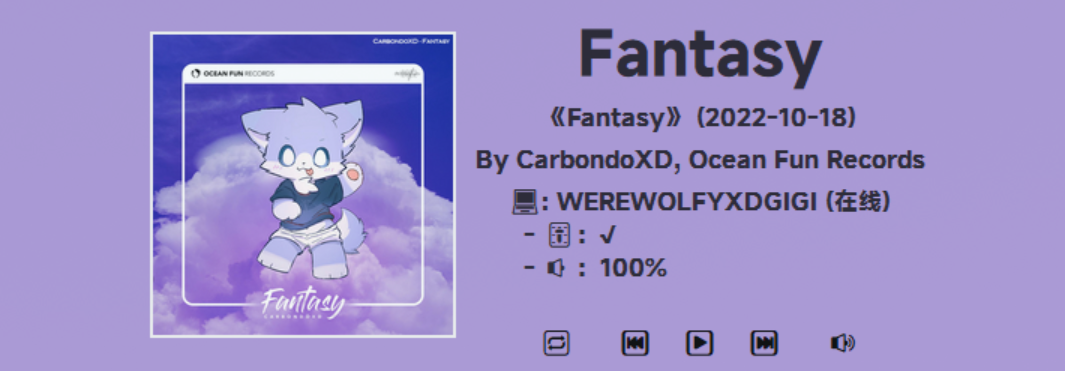 CARBONDOXD - FANTASY
OCEAN FUN RECORDS
Fantasy
CARBONDOXD
Fantasy
《Fantasy》 (2022-10-18)
By CarbondoXD, Ocean Fun Records
: WEREWOLFYXDGIGI (在线)
- : √
- : 100%